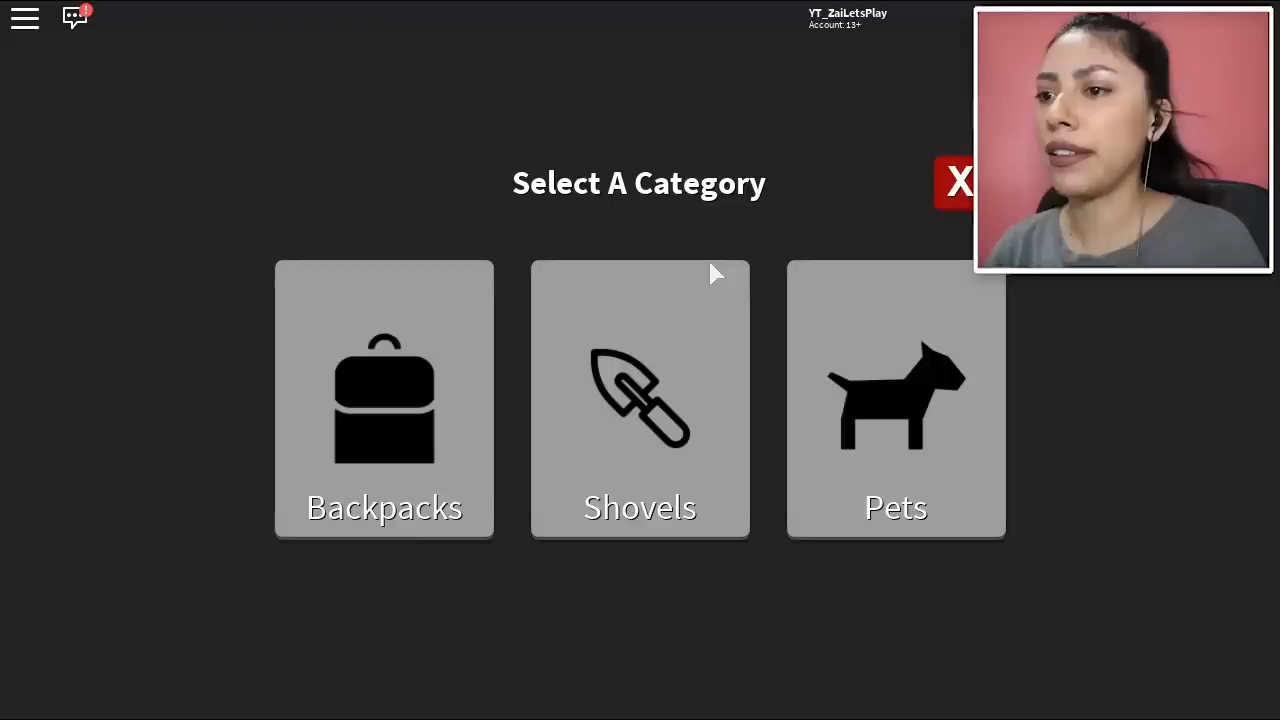 YT_ZaiLetsPlay
Account: 13+
Select A Category
X
Backpacks
Shovels
Pets